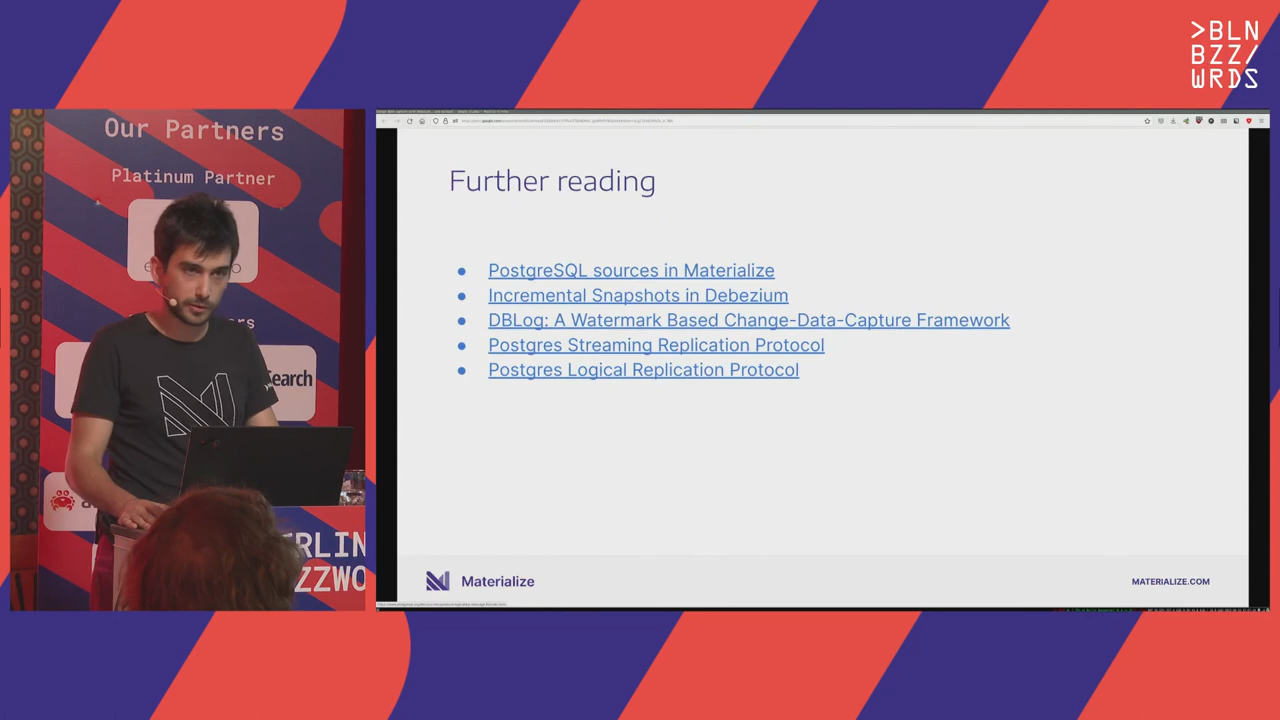 >BLN
BZZ/
WRDS
Our Partners
Platinum Partner
Search
ERLIN
ZZWO
Further reading
PostgreSQL sources in Materialize
Incremental Snapshots in Debezium
DBLog: A Watermark Based Change-Data-Capture Framework
Postgres Streaming Replication Protocol
Postgres Logical Replication Protocol
Materialize
MATERIALIZE.COM